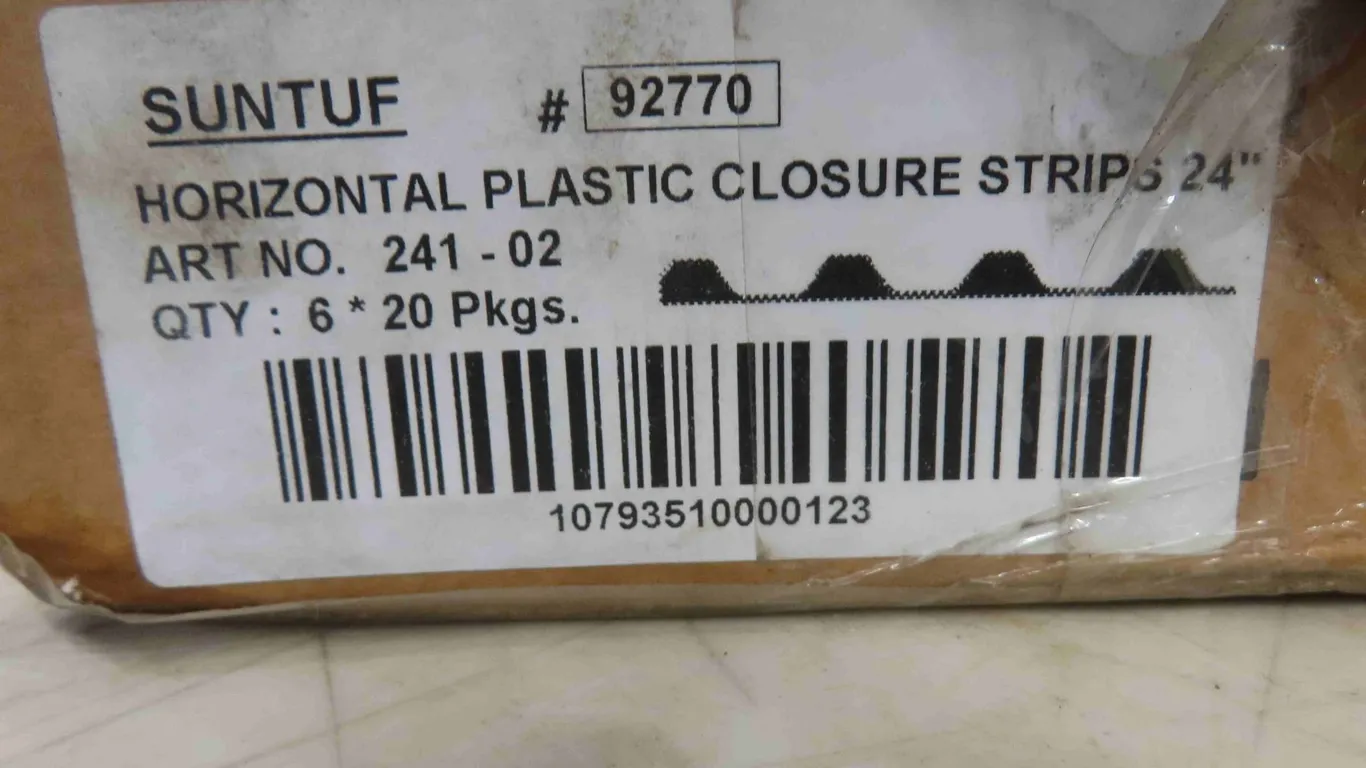 SUNTUF # 92770
HORIZONTAL PLASTIC CLOSURE STRIPS 24"
ART NO. 241 - 02
QTY : 6 * 20 Pkgs.
10793510000123